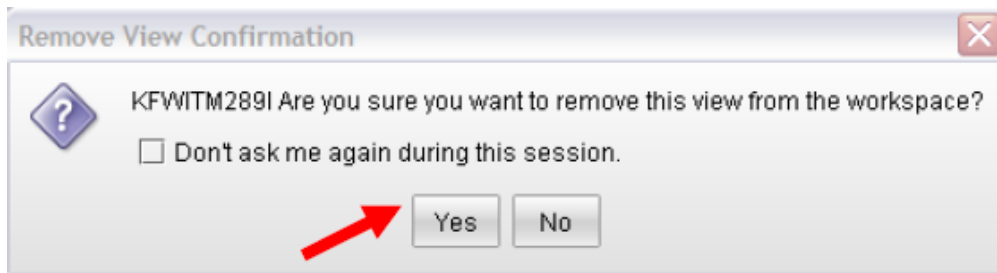 Remove View Confirmation
KFWITM289I Are you sure you want to remove this view from the workspace?
Don't ask me again during this session.
Yes No